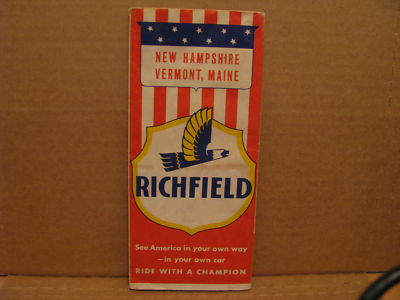 NEW HAMPSHIRE
VERMONT, MAINE
RICHFIELD
See America in your own way
—in your own car
RIDE WITH A CHAMPION